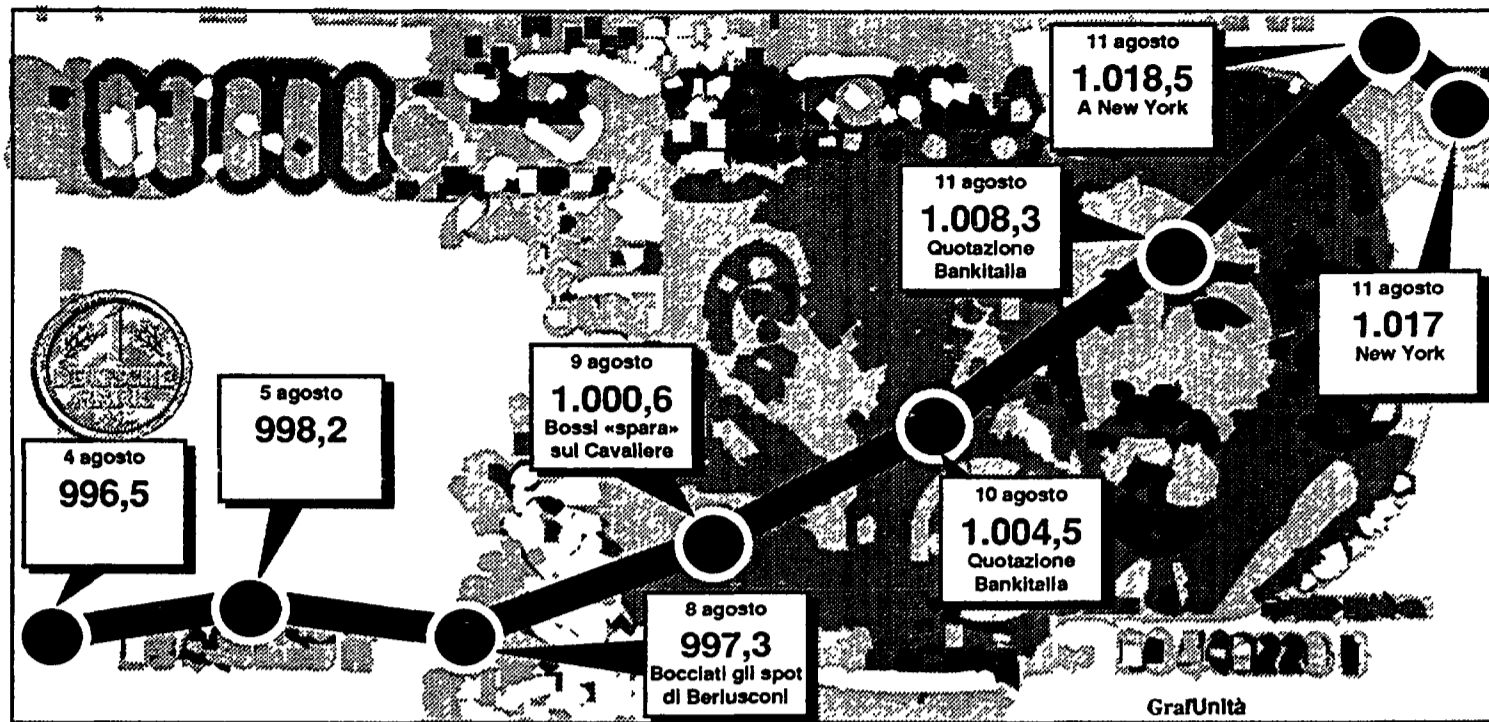 4 agosto
996,5
5 agosto
998,2
8 agosto
997,3
Bocciati gli spot
di Berlusconi
9 agosto
1.000,6
Bossi «spara»
sul Cavaliere
10 agosto
1.004,5
Quotazione
Bankitalia
11 agosto
1.008,3
Quotazione
Bankitalia
11 agosto
1.018,5
A New York
11 agosto
1.017
New York
Graf'Unità